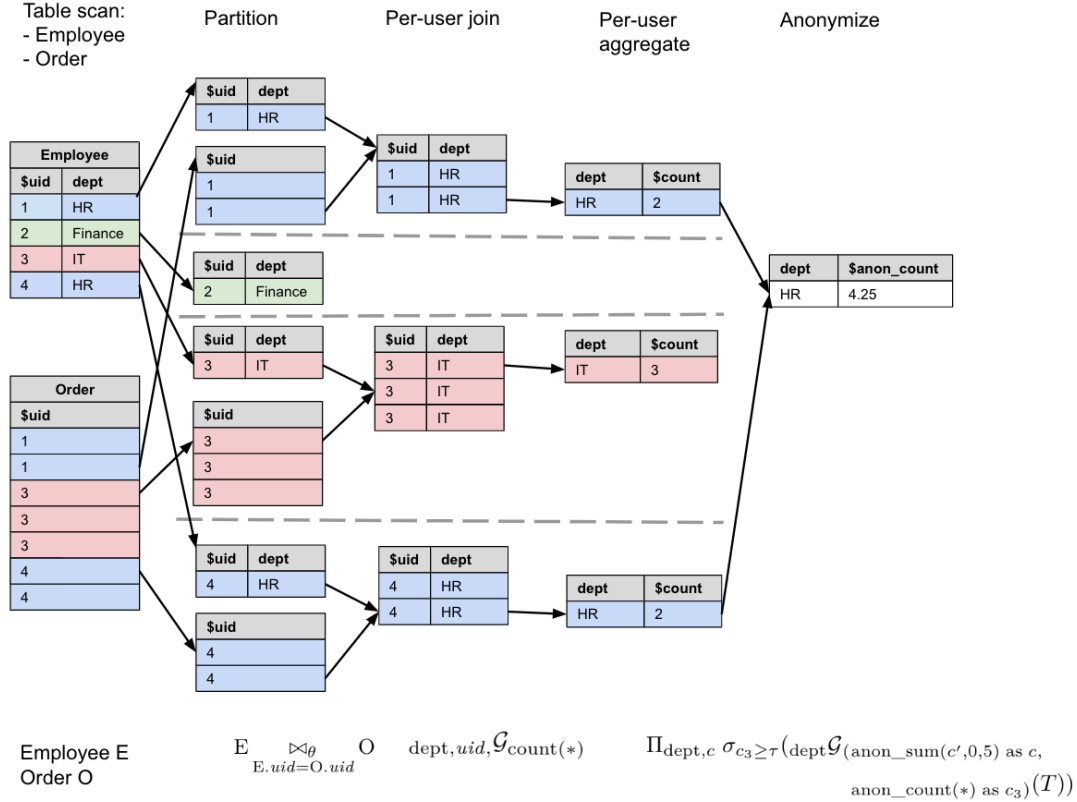 Table scan:
- Employee
- Order
Partition
Per-user join
Per-user
aggregate
Anonymize
Employee
$uid dept
1 HR
2 Finance
3 IT
4 HR
Order
$uid
1
1
3
3
3
4
4
$uid dept
1 HR
$uid
1
1
$uid dept
2 Finance
$uid dept
3 IT
$uid
3
3
3
$uid dept
4 HR
$uid
4
4
$uid dept
1 HR
1 HR
$uid dept
3 IT
3 IT
3 IT
$uid dept
4 HR
4 HR
dept $count
HR 2
dept $count
IT 3
dept $count
HR 2
dept $anon_count
HR 4.25
Employee E
Order O
E ⋈θ O
E.uid=O.uid
dept,uid,𝒢count(∗)
Πdept,c σc₃≥τ(dept𝒢(anon_sum(c′,0,5) as c,
anon_count(∗) as c₃)(T))